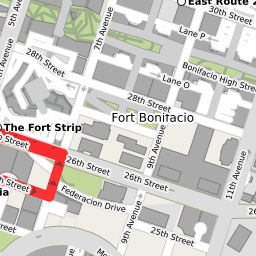 East Route 2
30th Street
5th Avenue
7th Avenue
Lane P
28th Street
Bonifacio High Stre
Lane O
28th Street
Fort Bonifacio
The Fort Strip
Street
26th Street
9th Avenue
26th Street
11th Avenue
Street
Federacion Drive
ia
9th Avenue
25th Street